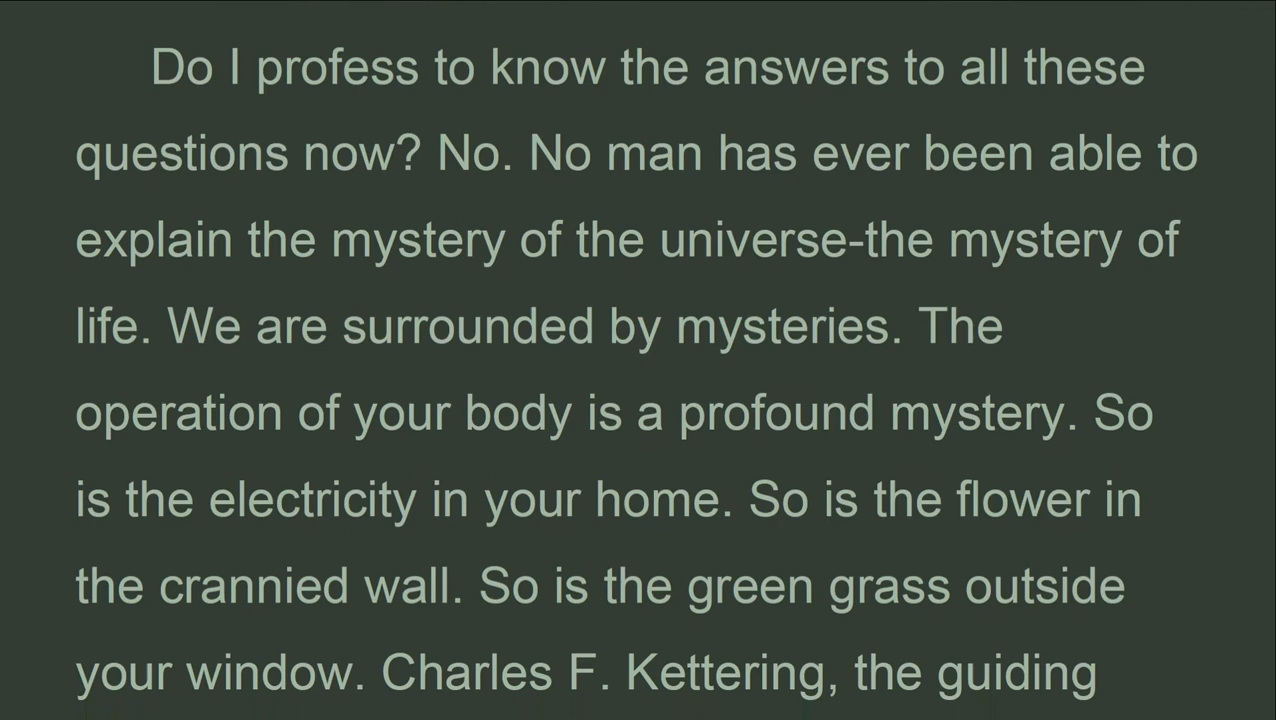 Do I profess to know the answers to all these
questions now? No. No man has ever been able to
explain the mystery of the universe-the mystery of
life. We are surrounded by mysteries. The
operation of your body is a profound mystery. So
is the electricity in your home. So is the flower in
the crannied wall. So is the green grass outside
your window. Charles F. Kettering, the guiding